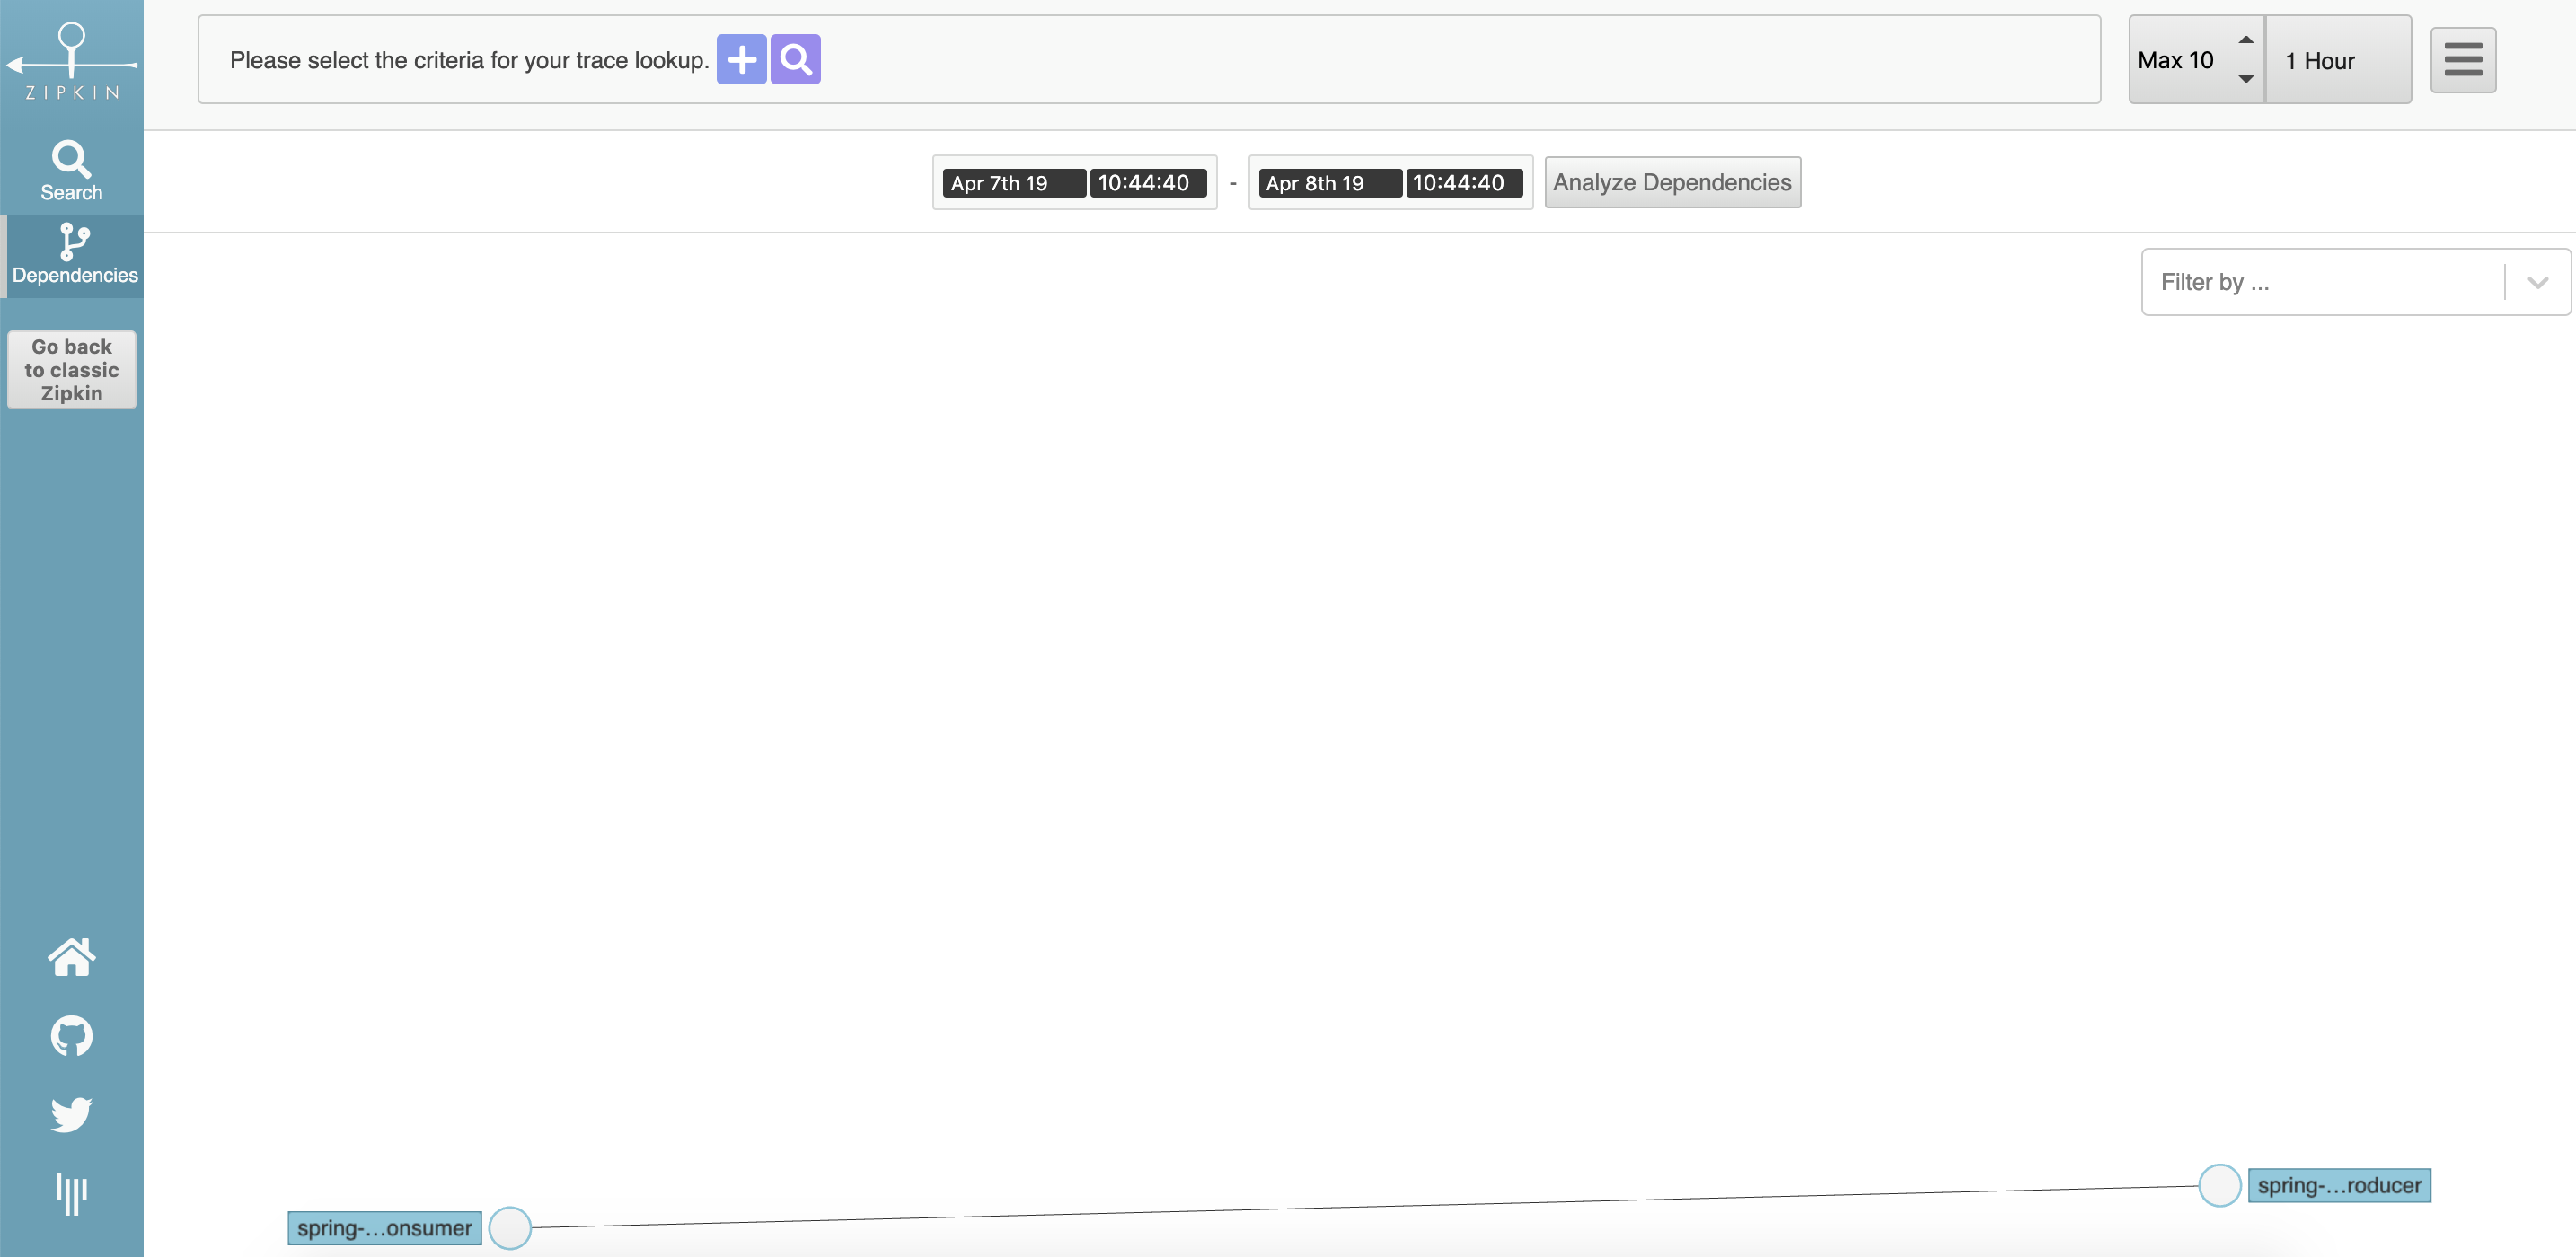 ZIPKIN
Please select the criteria for your trace lookup.
Max 10
1 Hour
Search
Dependencies
Go back
to classic
Zipkin
Apr 7th 19 10:44:40 - Apr 8th 19 10:44:40 Analyze Dependencies
Filter by ...
spring-...roducer
spring-...onsumer